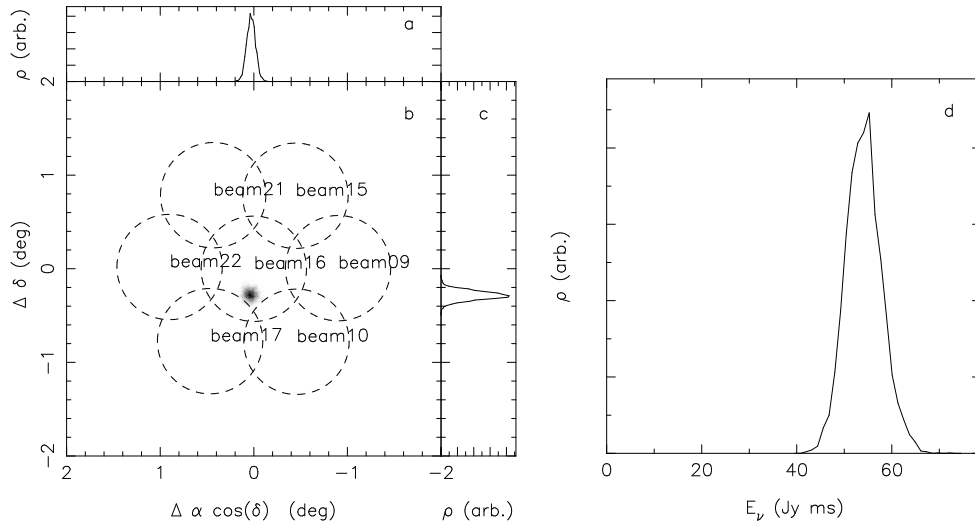 ρ (arb.)
a
2
b
c
d
1
0
−1
−2
Δ δ (deg)
beam21 beam15
beam22 beam16 beam09
beam17 beam10
2 1 0 −1 −2
Δ α cos(δ) (deg)
ρ (arb.)
ρ (arb.)
0 20 40 60
E_ν (Jy ms)